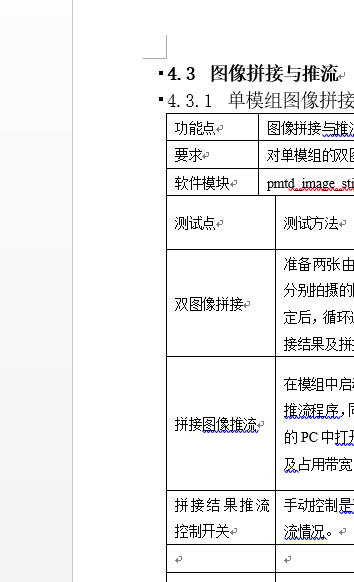 4.3 图像拼接与推流
4.3.1 单模组图像拼接
功能点 图像拼接与推
要求 对单模组的双
软件模块 pmtd_image_sti
测试点 测试方法
准备两张由
分别拍摄的
双图像拼接
定后，循环
接结果及拼
在模组中启
推流程序，同
拼接图像推流
的 PC 中打开
及占用带宽
拼接结果推流 手动控制是
控制开关 流情况。